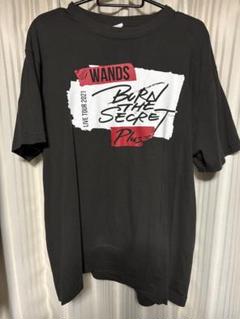 WANDS
LIVE TOUR 2021
BURN
THE
SECRET
Plus